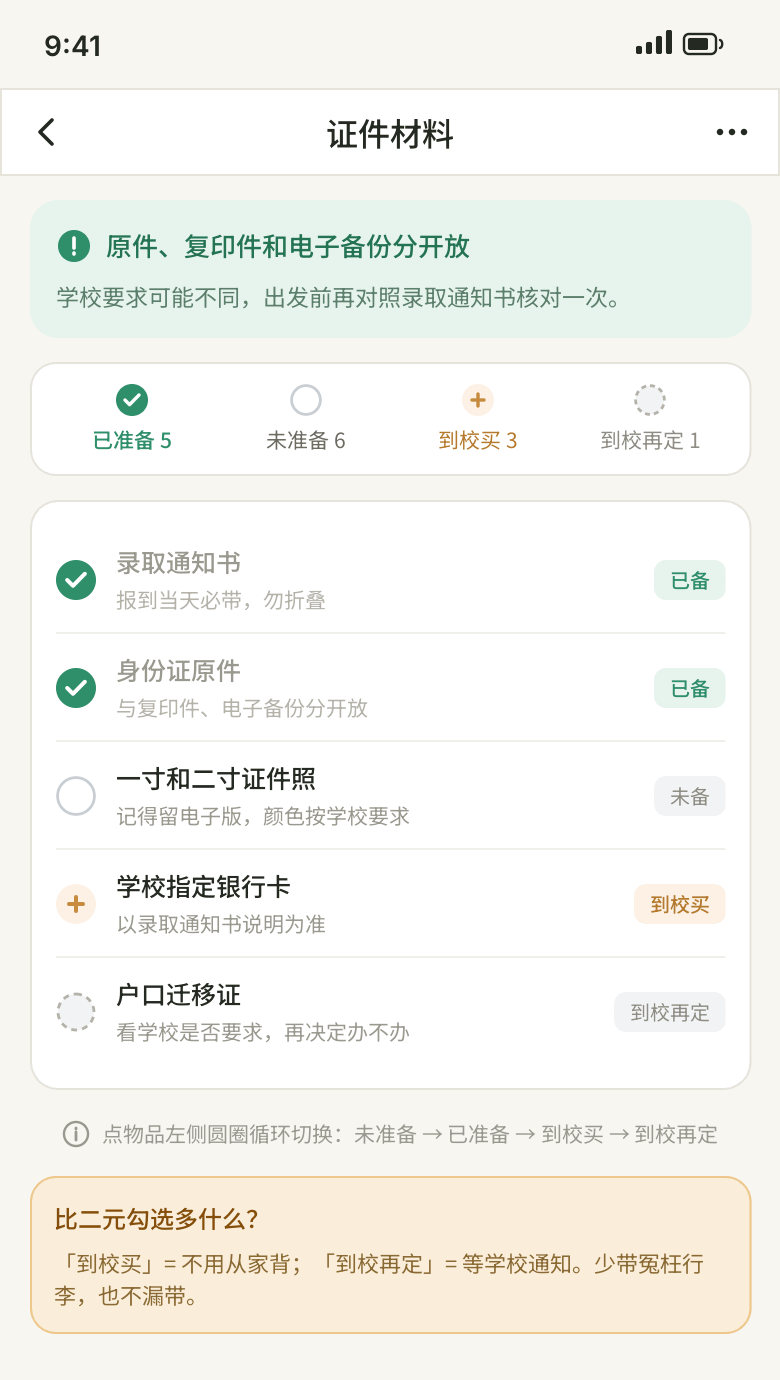 9:41
证件材料
原件、复印件和电子备份分开放
学校要求可能不同，出发前再对照录取通知书核对一次。
已准备 5
未准备 6
到校买 3
到校再定 1
录取通知书
报到当天必带，勿折叠
已备
身份证原件
与复印件、电子备份分开放
已备
一寸和二寸证件照
记得留电子版，颜色按学校要求
未备
学校指定银行卡
以录取通知书说明为准
到校买
户口迁移证
看学校是否要求，再决定办不办
到校再定
点物品左侧圆圈循环切换：未准备 → 已准备 → 到校买 → 到校再定
比二元勾选多什么？
「到校买」= 不用从家背；「到校再定」= 等学校通知。少带冤枉行
李，也不漏带。